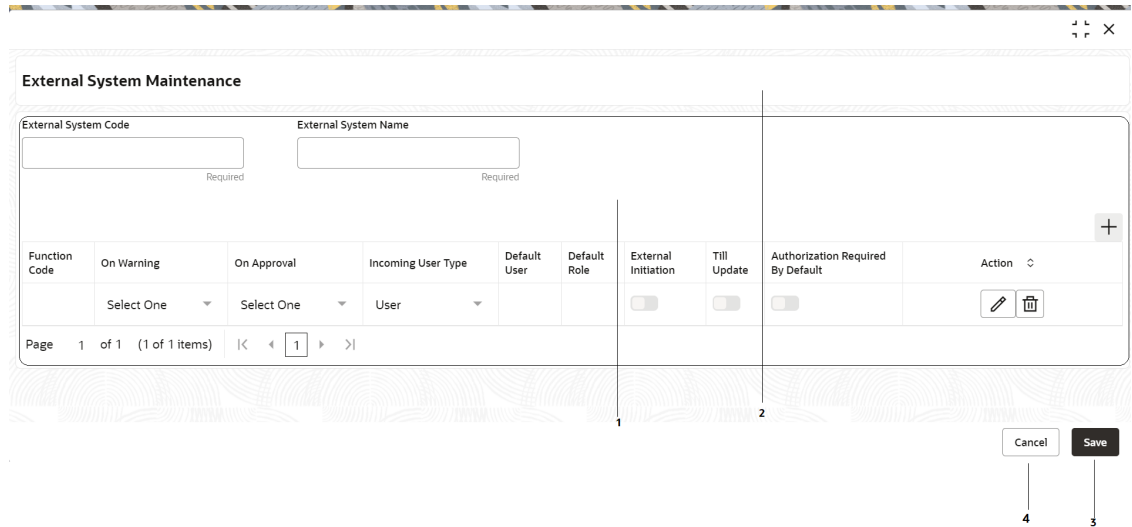 External System Maintenance
External System Code External System Name
Required Required
Function Code On Warning On Approval Incoming User Type Default User Default Role External Initiation Till Update Authorization Required By Default Action
Select One Select One User
Page 1 of 1 (1 of 1 items) 1
1
2
Cancel Save
4
3